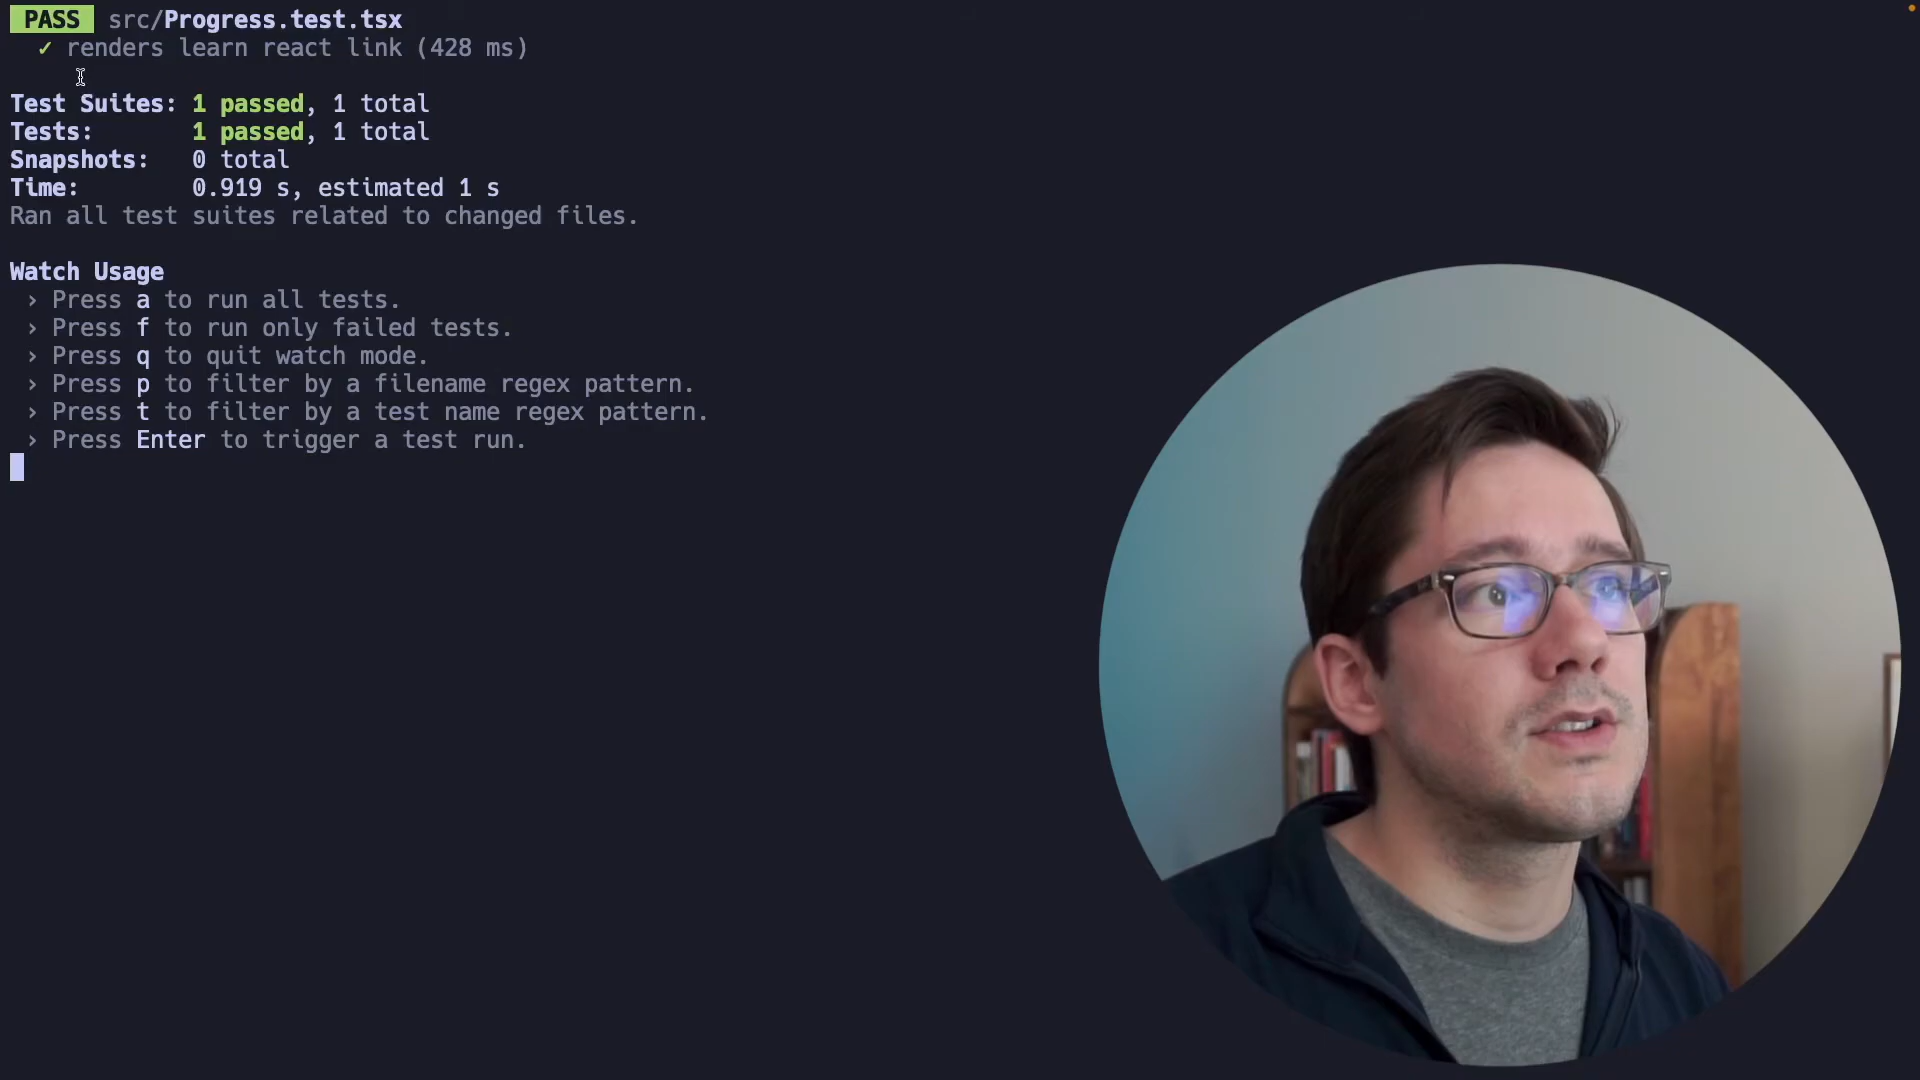 PASS src/Progress.test.tsx
✓ renders learn react link (428 ms)
Test Suites: 1 passed, 1 total
Tests: 1 passed, 1 total
Snapshots: 0 total
Time: 0.919 s, estimated 1 s
Ran all test suites related to changed files.
Watch Usage
› Press a to run all tests.
› Press f to run only failed tests.
› Press q to quit watch mode.
› Press p to filter by a filename regex pattern.
› Press t to filter by a test name regex pattern.
› Press Enter to trigger a test run.